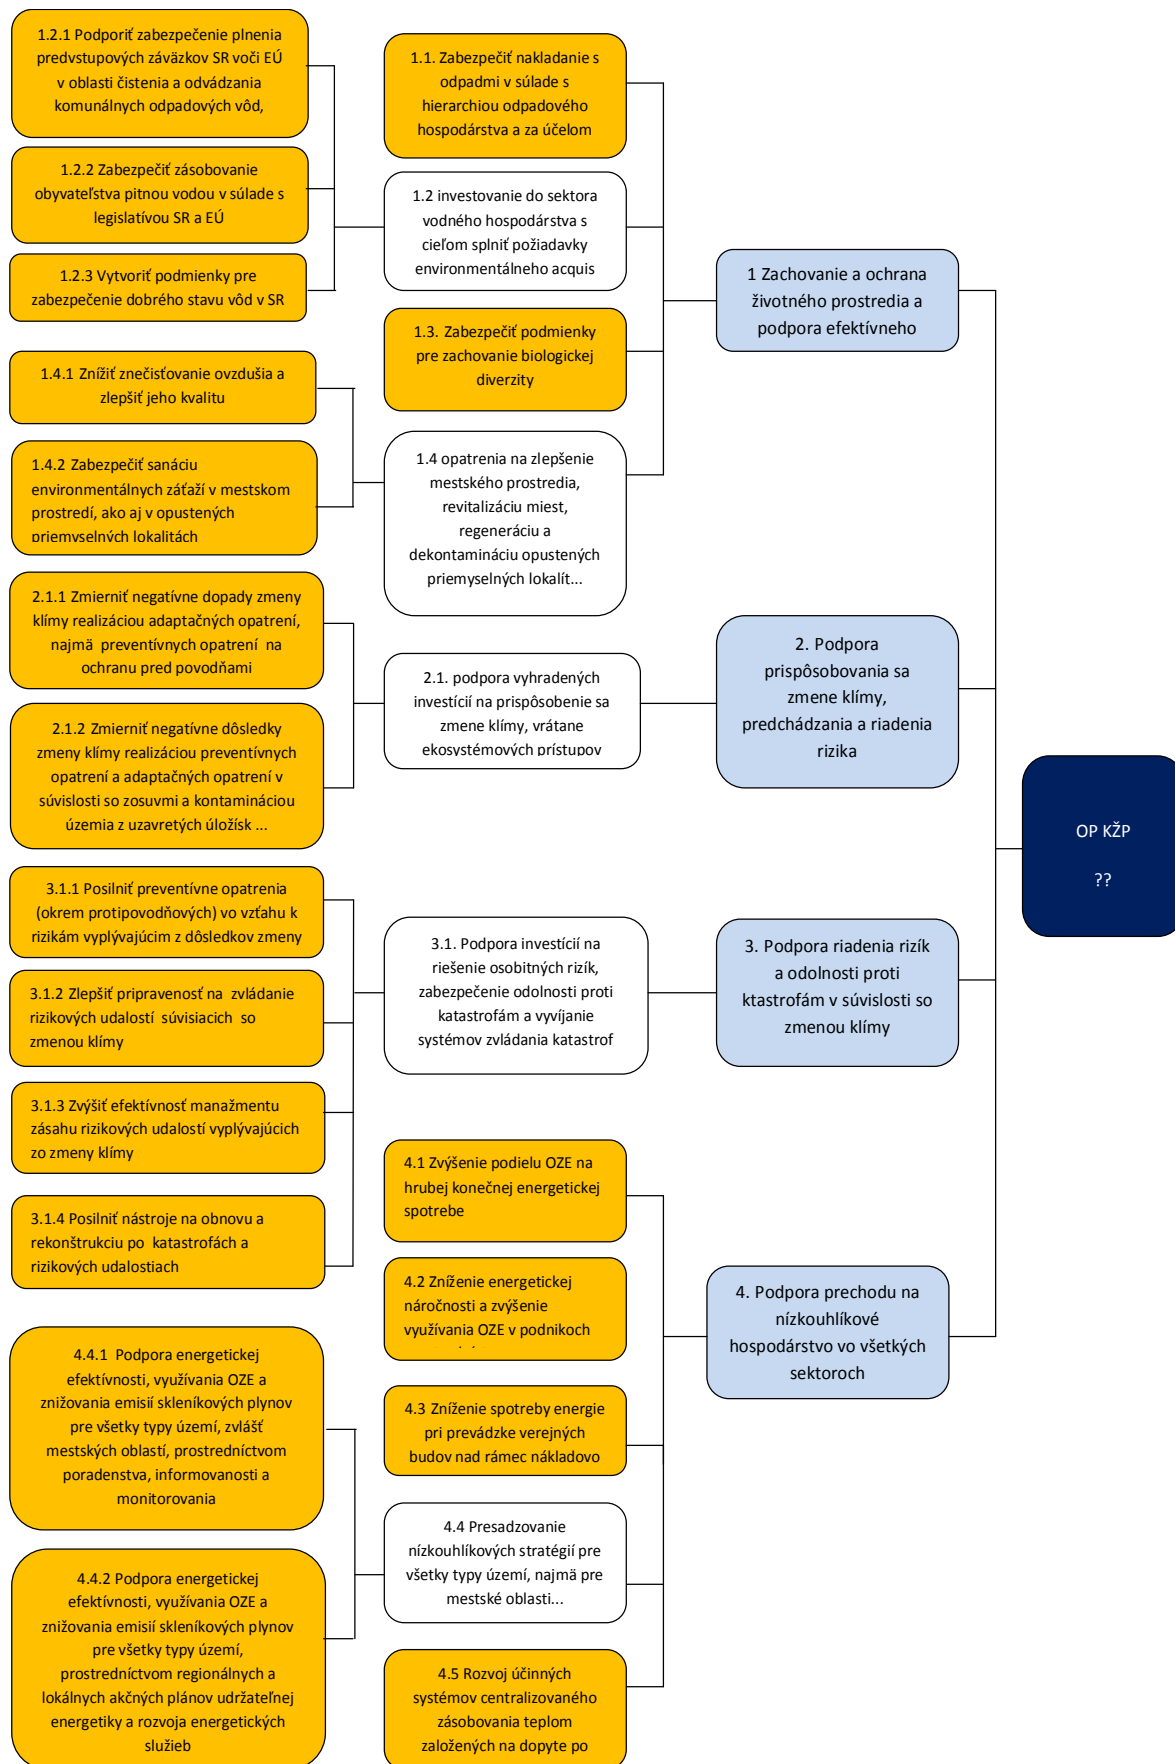 1.2.1 Podporiť zabezpečenie plnenia
predvstupových záväzkov SR voči EÚ
v oblasti čistenia a odvádzania
komunálnych odpadových vôd,
1.2.2 Zabezpečiť zásobovanie
obyvateľstva pitnou vodou v súlade s
legislatívou SR a EÚ
1.2.3 Vytvoriť podmienky pre
zabezpečenie dobrého stavu vôd v SR
1.4.1 Znížiť znečisťovanie ovzdušia a
zlepšiť jeho kvalitu
1.4.2 Zabezpečiť sanáciu
environmentálnych záťaží v mestskom
prostredí, ako aj v opustených
priemyselných lokalitách
2.1.1 Zmierniť negatívne dopady zmeny
klímy realizáciou adaptačných opatrení,
najmä preventívnych opatrení na
ochranu pred povodňami
2.1.2 Zmierniť negatívne dôsledky
zmeny klímy realizáciou preventívnych
opatrení a adaptačných opatrení v
súvislosti so zosuvmi a kontamináciou
územia z uzavretých úložísk ...
3.1.1 Posilniť preventívne opatrenia
(okrem protipovodňových) vo vzťahu k
rizikám vyplývajúcim z dôsledkov zmeny
3.1.2 Zlepšiť pripravenosť na zvládanie
rizikových udalostí súvisiacich so
zmenou klímy
3.1.3 Zvýšiť efektívnosť manažmentu
zásahu rizikových udalostí vyplývajúcich
zo zmeny klímy
3.1.4 Posilniť nástroje na obnovu a
rekonštrukciu po katastrofách a
rizikových udalostiach
4.4.1 Podpora energetickej
efektívnosti, využívania OZE a
znižovania emisií skleníkových plynov
pre všetky typy území, zvlášť
mestských oblastí, prostredníctvom
poradenstva, informovanosti a
monitorovania
4.4.2 Podpora energetickej
efektívnosti, využívania OZE a
znižovania emisií skleníkových plynov
pre všetky typy území,
prostredníctvom regionálnych a
lokálnych akčných plánov udržateľnej
energetiky a rozvoja energetických
služieb
1.1. Zabezpečiť nakladanie s
odpadmi v súlade s
hierarchiou odpadového
hospodárstva a za účelom
1.2 investovanie do sektora
vodného hospodárstva s
cieľom splniť požiadavky
environmentálneho acquis
1.3. Zabezpečiť podmienky
pre zachovanie biologickej
diverzity
1.4 opatrenia na zlepšenie
mestského prostredia,
revitalizáciu miest,
regeneráciu a
dekontamináciu opustených
priemyselných lokalít...
2.1. podpora vyhradených
investícií na prispôsobenie sa
zmene klímy, vrátane
ekosystémových prístupov
3.1. Podpora investícií na
riešenie osobitných rizík,
zabezpečenie odolnosti proti
katastrofám a vyvíjanie
systémov zvládania katastrof
4.1 Zvýšenie podielu OZE na
hrubej konečnej energetickej
spotrebe
4.2 Zníženie energetickej
náročnosti a zvýšenie
využívania OZE v podnikoch
4.3 Zníženie spotreby energie
pri prevádzke verejných
budov nad rámec nákladovo
4.4 Presadzovanie
nízkouhlíkových stratégií pre
všetky typy území, najmä pre
mestské oblasti...
4.5 Rozvoj účinných
systémov centralizovaného
zásobovania teplom
založených na dopyte po
1 Zachovanie a ochrana
životného prostredia a
podpora efektívneho
2. Podpora
prispôsobovania sa
zmene klímy,
predchádzania a riadenia
rizika
3. Podpora riadenia rizík
a odolnosti proti
ktastrofám v súvislosti so
zmenou klímy
4. Podpora prechodu na
nízkouhlíkové
hospodárstvo vo všetkých
sektoroch
OP KŽP
??